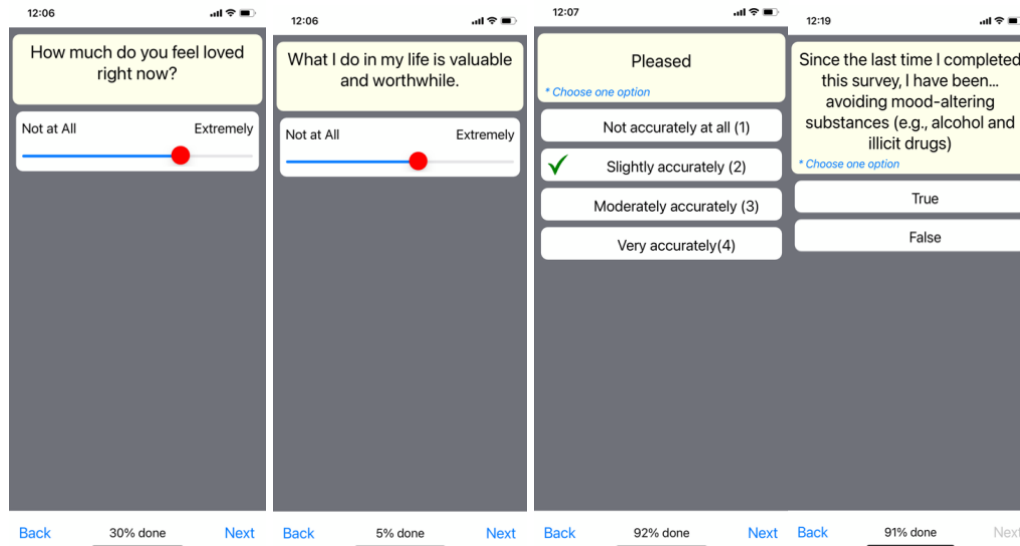 12:06
How much do you feel loved
right now?
Not at All Extremely
Back 30% done Next
12:06
What I do in my life is valuable
and worthwhile.
Not at All Extremely
Back 5% done Next
12:07
Pleased
* Choose one option
Not accurately at all (1)
Slightly accurately (2)
Moderately accurately (3)
Very accurately(4)
Back 92% done Next
12:19
Since the last time I completed
this survey, I have been...
avoiding mood-altering
substances (e.g., alcohol and
illicit drugs)
* Choose one option
True
False
Back 91% done Next